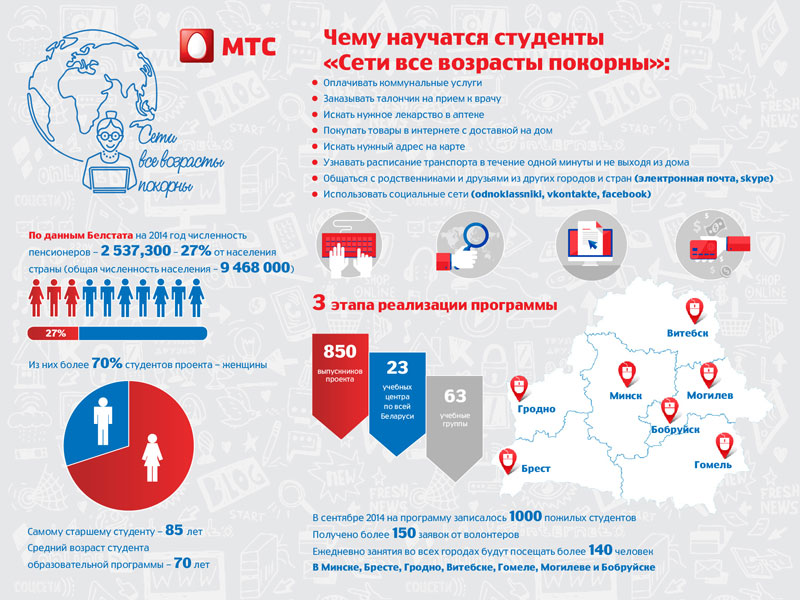 Сети
все возрасты
покорны
МТС
Чему научатся студенты
«Сети все возрасты покорны»:
Оплачивать коммунальные услуги
Заказывать талончик на прием к врачу
Искать нужное лекарство в аптеке
Покупать товары в интернете с доставкой на дом
Искать нужный адрес на карте
Узнавать расписание транспорта в течение одной минуты и не выходя из дома
Общаться с родственниками и друзьями из других городов и стран (электронная почта, skype)
Использовать социальные сети (odnoklassniki, vkontakte, facebook)
По данным Белстата на 2014 год численность
пенсионеров – 2 537,300 – 27% от населения
страны (общая численность населения – 9 468 000)
27%
Из них более 70% студентов проекта – женщины
Самому старшему студенту – 85 лет
Средний возраст студента
образовательной программы – 70 лет
3 этапа реализации программы
850
выпускников
проекта
23
учебных
центра
по всей
Беларуси
63
учебные
группы
Витебск
Минск
Могилев
Гродно
Бобруйск
Гомель
Брест
В сентябре 2014 на программу записалось 1000 пожилых студентов
Получено более 150 заявок от волонтеров
Ежедневно занятия во всех городах будут посещать более 140 человек
В Минске, Бресте, Гродно, Витебске, Гомеле, Могилеве и Бобруйске